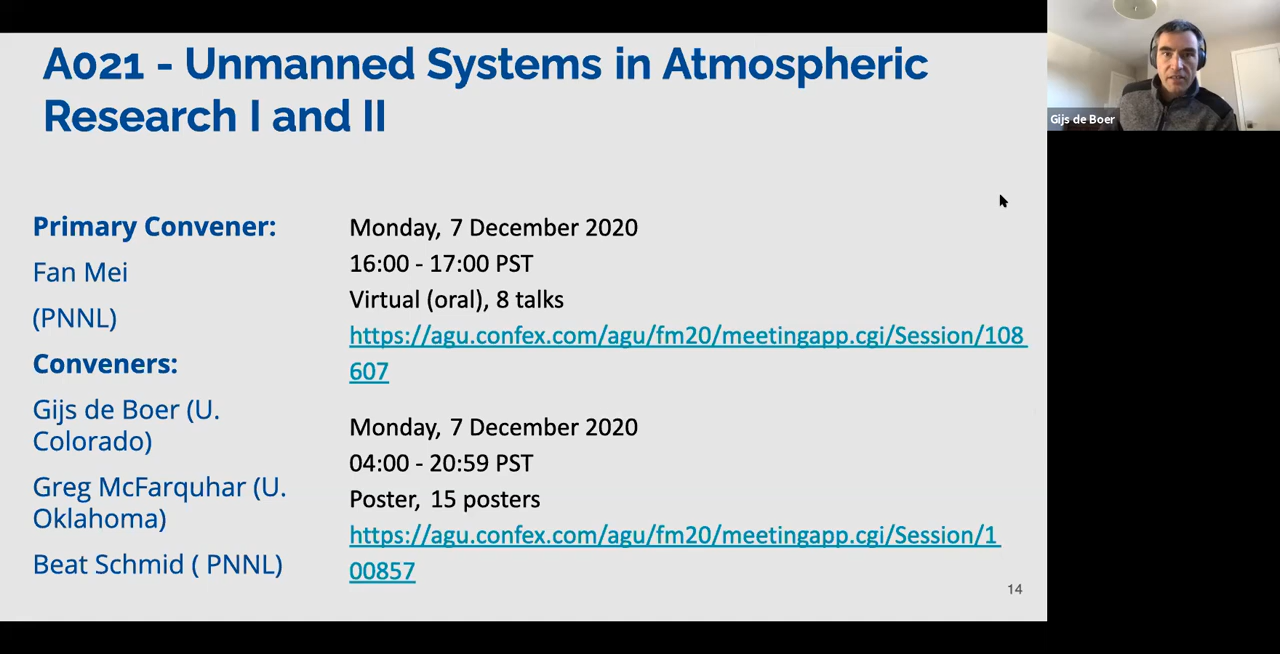 A021 - Unmanned Systems in Atmospheric
Research I and II
Primary Convener:
Fan Mei
(PNNL)
Conveners:
Gijs de Boer (U.
Colorado)
Greg McFarquhar (U.
Oklahoma)
Beat Schmid ( PNNL)
Monday, 7 December 2020
16:00 - 17:00 PST
Virtual (oral), 8 talks
https://agu.confex.com/agu/fm20/meetingapp.cgi/Session/108
607
Monday, 7 December 2020
04:00 - 20:59 PST
Poster, 15 posters
https://agu.confex.com/agu/fm20/meetingapp.cgi/Session/1
00857
14
Gijs de Boer